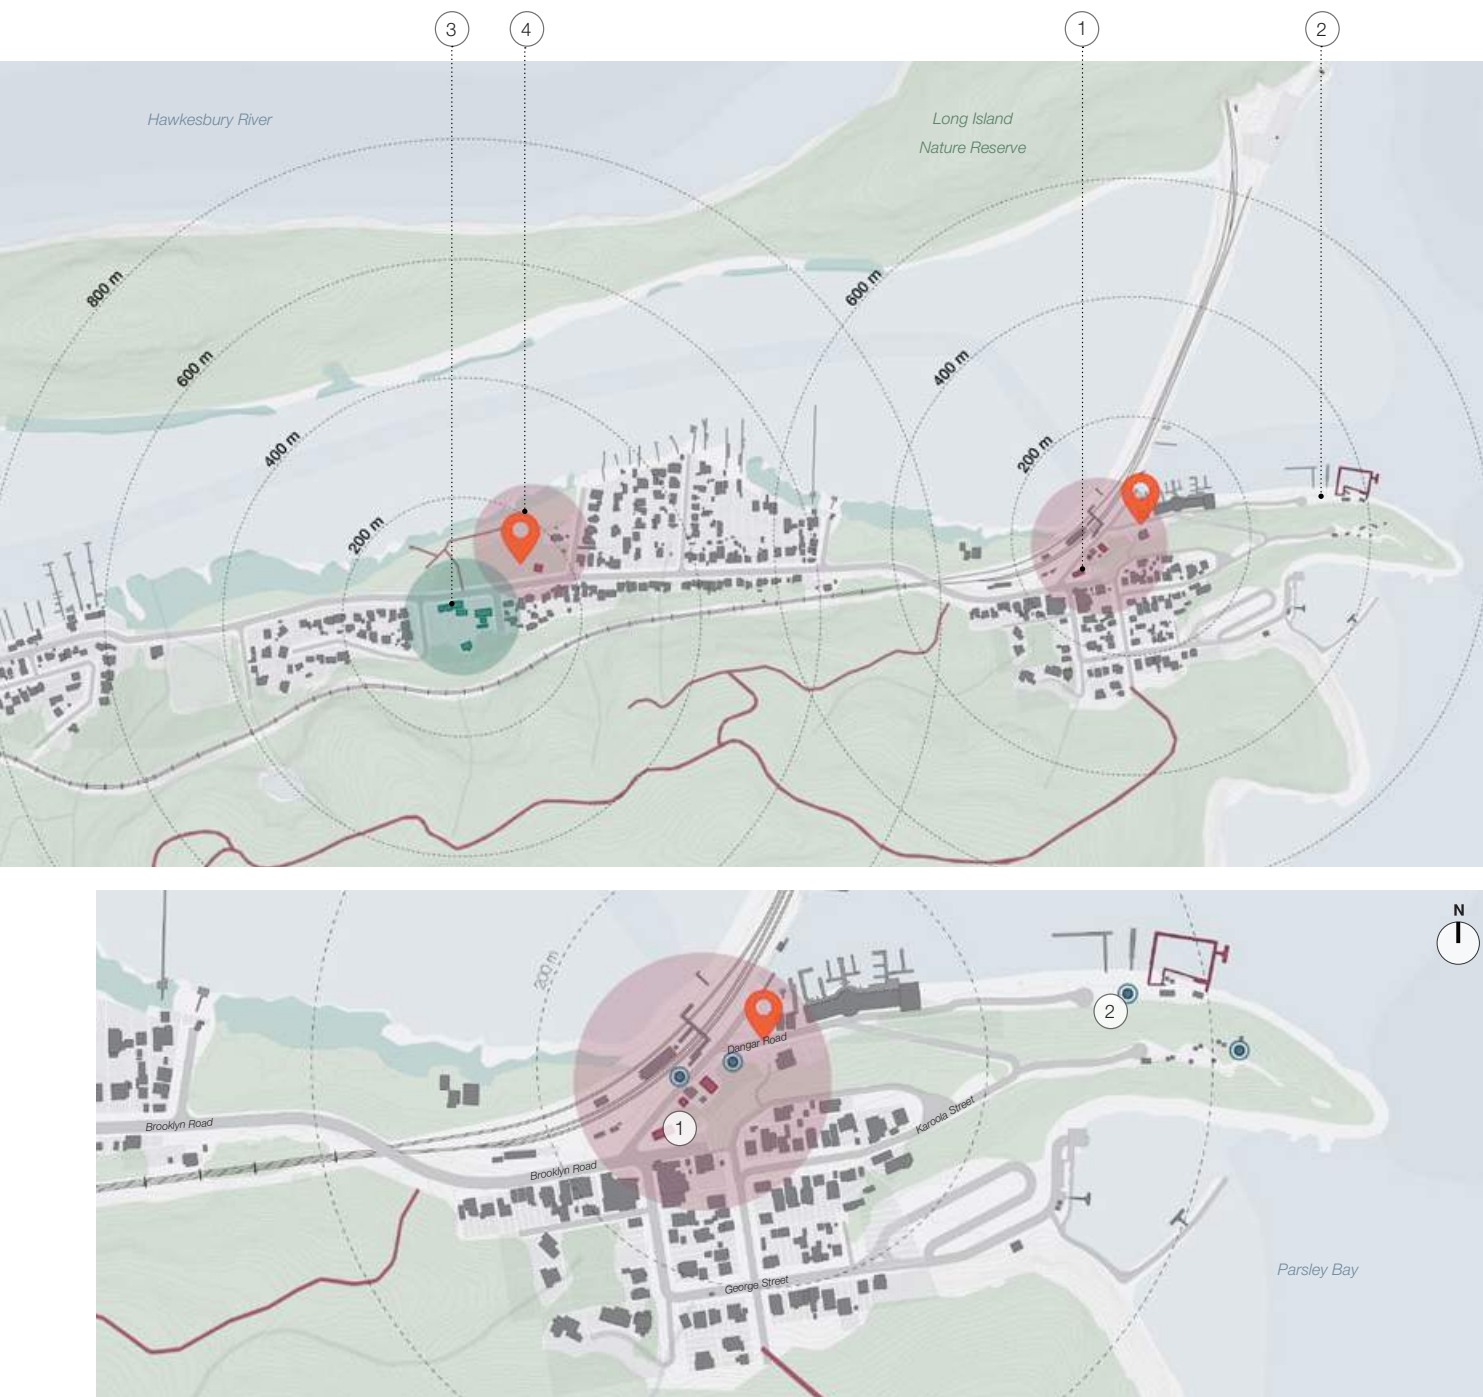 3
4
1
2
Hawkesbury River
Long Island
Nature Reserve
800 m
600 m
400 m
200 m
600 m
400 m
200 m
N
200 m
2
Dangar Road
1
Brooklyn Road
Karoola Street
Brooklyn Road
George Street
Parsley Bay